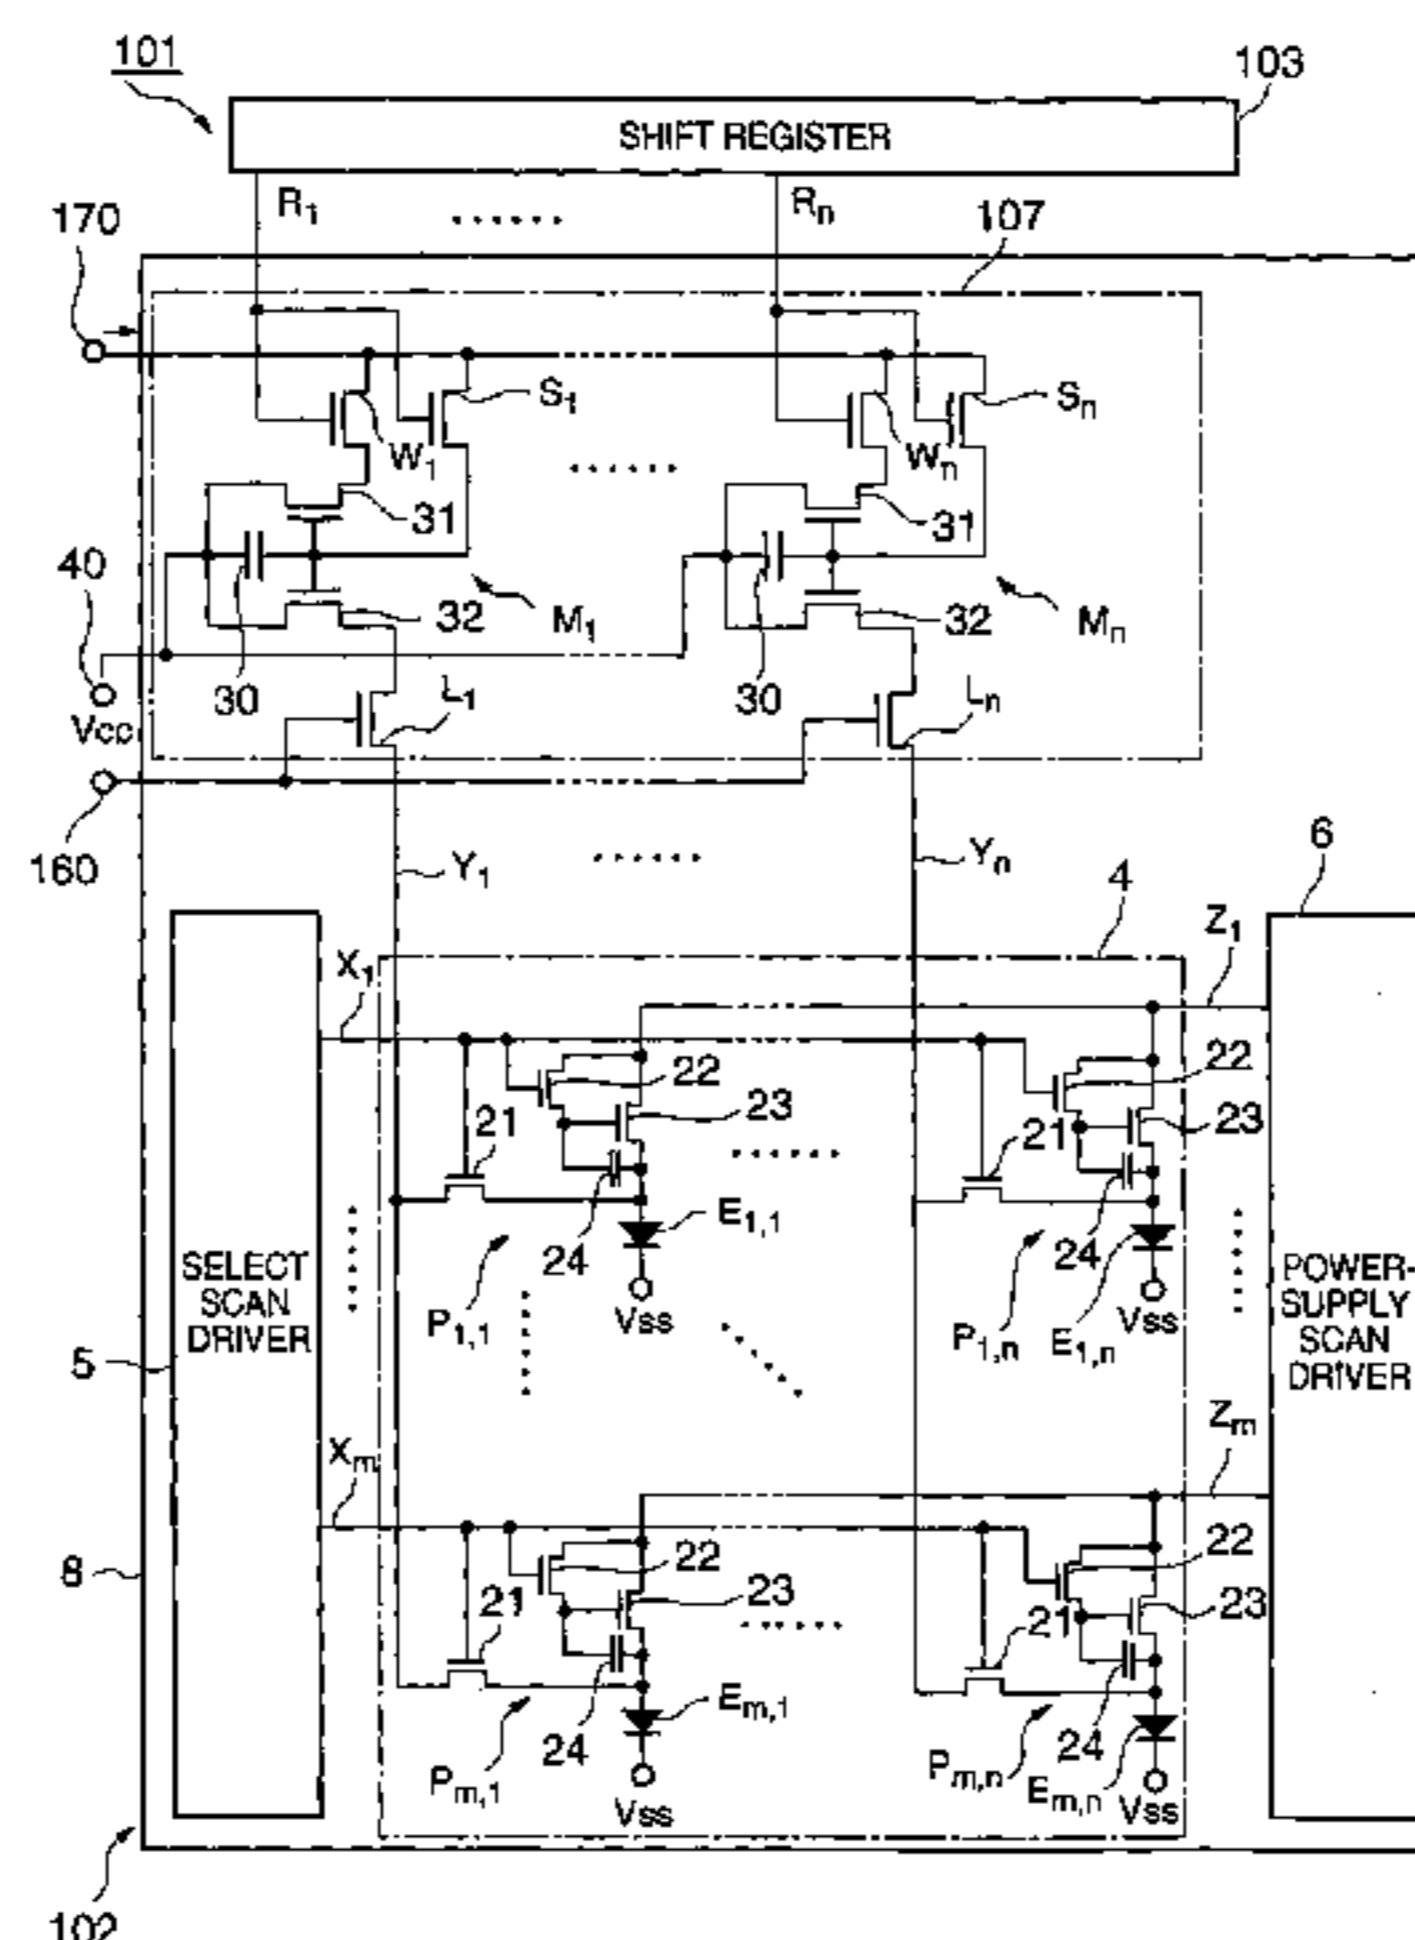 101
103
SHIFT REGISTER
R1
Rn
170
107
S1
Sn
W1
Wn
31
31
40
32
M1
32
Mn
30
L1
30
Ln
Vcc
160
Y1
Yn
6
4
Z1
X1
22
22
21
23
21
23
E1,1
24
24
SELECT
SCAN
DRIVER
POWER-
SUPPLY
SCAN
DRIVER
P1,1
Vss
P1,n
E1,n
Vss
5
Zm
Xm
22
22
8
21
23
21
23
24
Em,1
24
Pm,1
Pm,n
Em,n
Vss
Vss
102